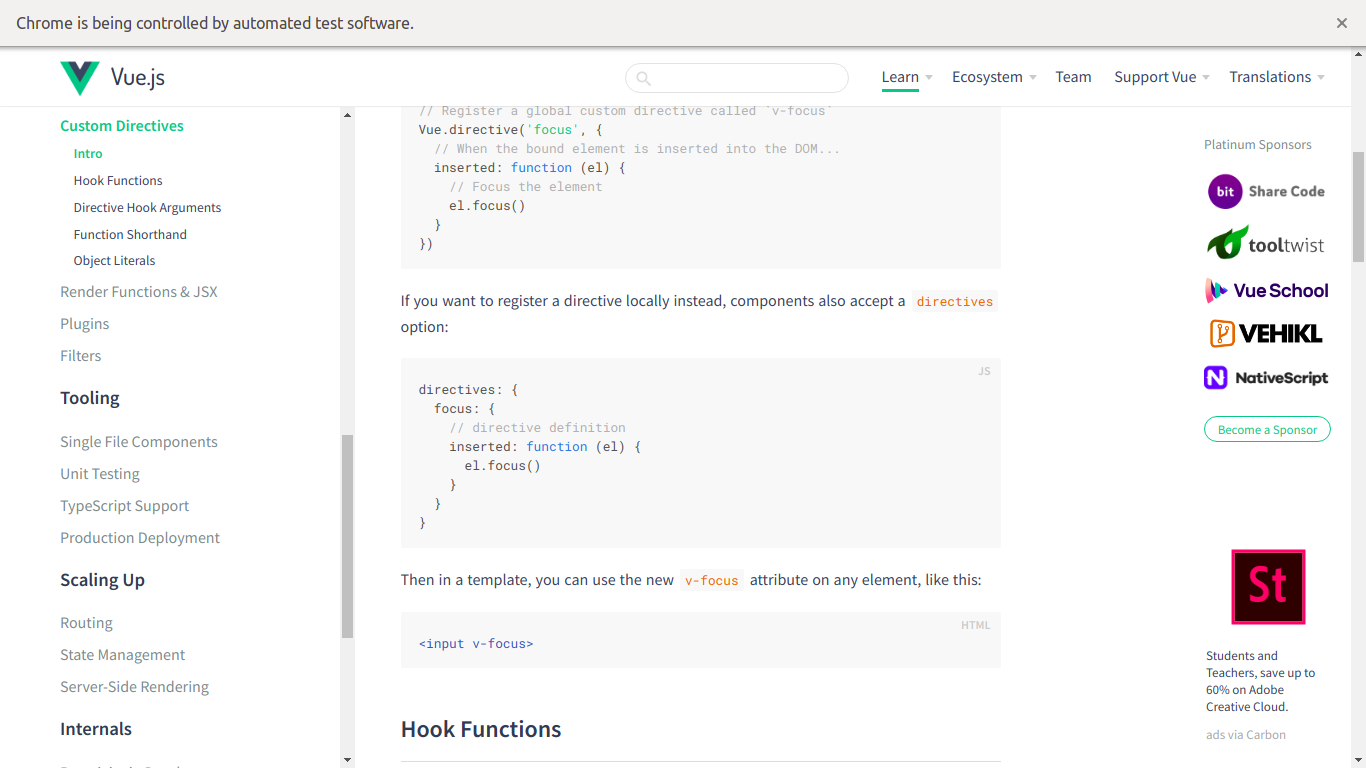 Chrome is being controlled by automated test software.
Vue.js
Learn
Ecosystem
Team
Support Vue
Translations
Custom Directives
Intro
Hook Functions
Directive Hook Arguments
Function Shorthand
Object Literals
Render Functions & JSX
Plugins
Filters
Tooling
Single File Components
Unit Testing
TypeScript Support
Production Deployment
Scaling Up
Routing
State Management
Server-Side Rendering
Internals
// Register a global custom directive called `v-focus`
Vue.directive('focus', {
// When the bound element is inserted into the DOM...
inserted: function (el) {
// Focus the element
el.focus()
}
})
If you want to register a directive locally instead, components also accept a directives
option:
JS
directives: {
focus: {
// directive definition
inserted: function (el) {
el.focus()
}
}
}
Then in a template, you can use the new v-focus attribute on any element, like this:
HTML
<input v-focus>
Hook Functions
Platinum Sponsors
bit Share Code
tooltwist
Vue School
VEHIKL
NativeScript
Become a Sponsor
St
Students and
Teachers, save up to
60% on Adobe
Creative Cloud.
ads via Carbon